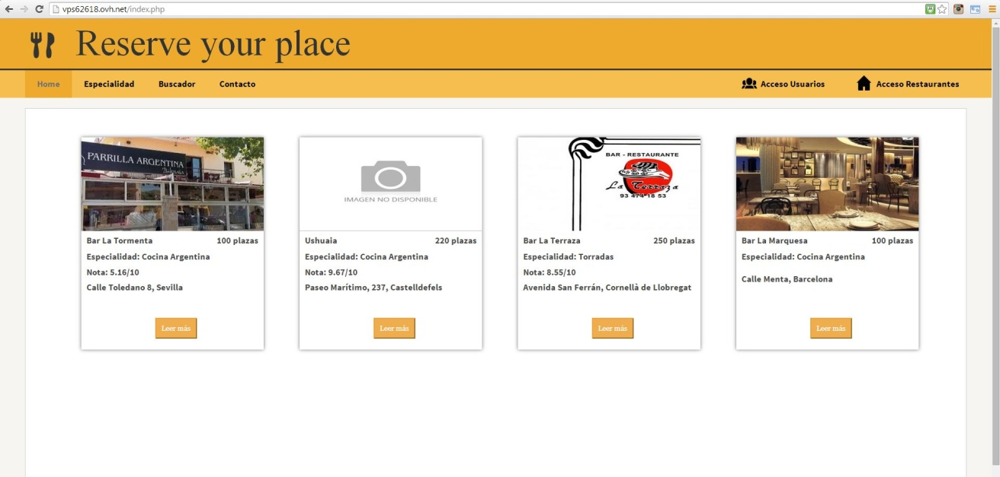 vps62618.ovh.net/index.php
Reserve your place
Home Especialidad Buscador Contacto Acceso Usuarios Acceso Restaurantes
PARRILLA ARGENTINA
IMAGEN NO DISPONIBLE
BAR - RESTAURANTE
La Terraza
93 474 18 53
Bar La Tormenta 100 plazas
Especialidad: Cocina Argentina
Nota: 5.16/10
Calle Toledano 8, Sevilla
Leer más
Ushuaia 220 plazas
Especialidad: Cocina Argentina
Nota: 9.67/10
Paseo Marítimo, 237, Castelldefels
Leer más
Bar La Terraza 250 plazas
Especialidad: Torradas
Nota: 8.55/10
Avenida San Ferrán, Cornellà de Llobregat
Leer más
Bar La Marquesa 100 plazas
Especialidad: Cocina Argentina
Calle Menta, Barcelona
Leer más